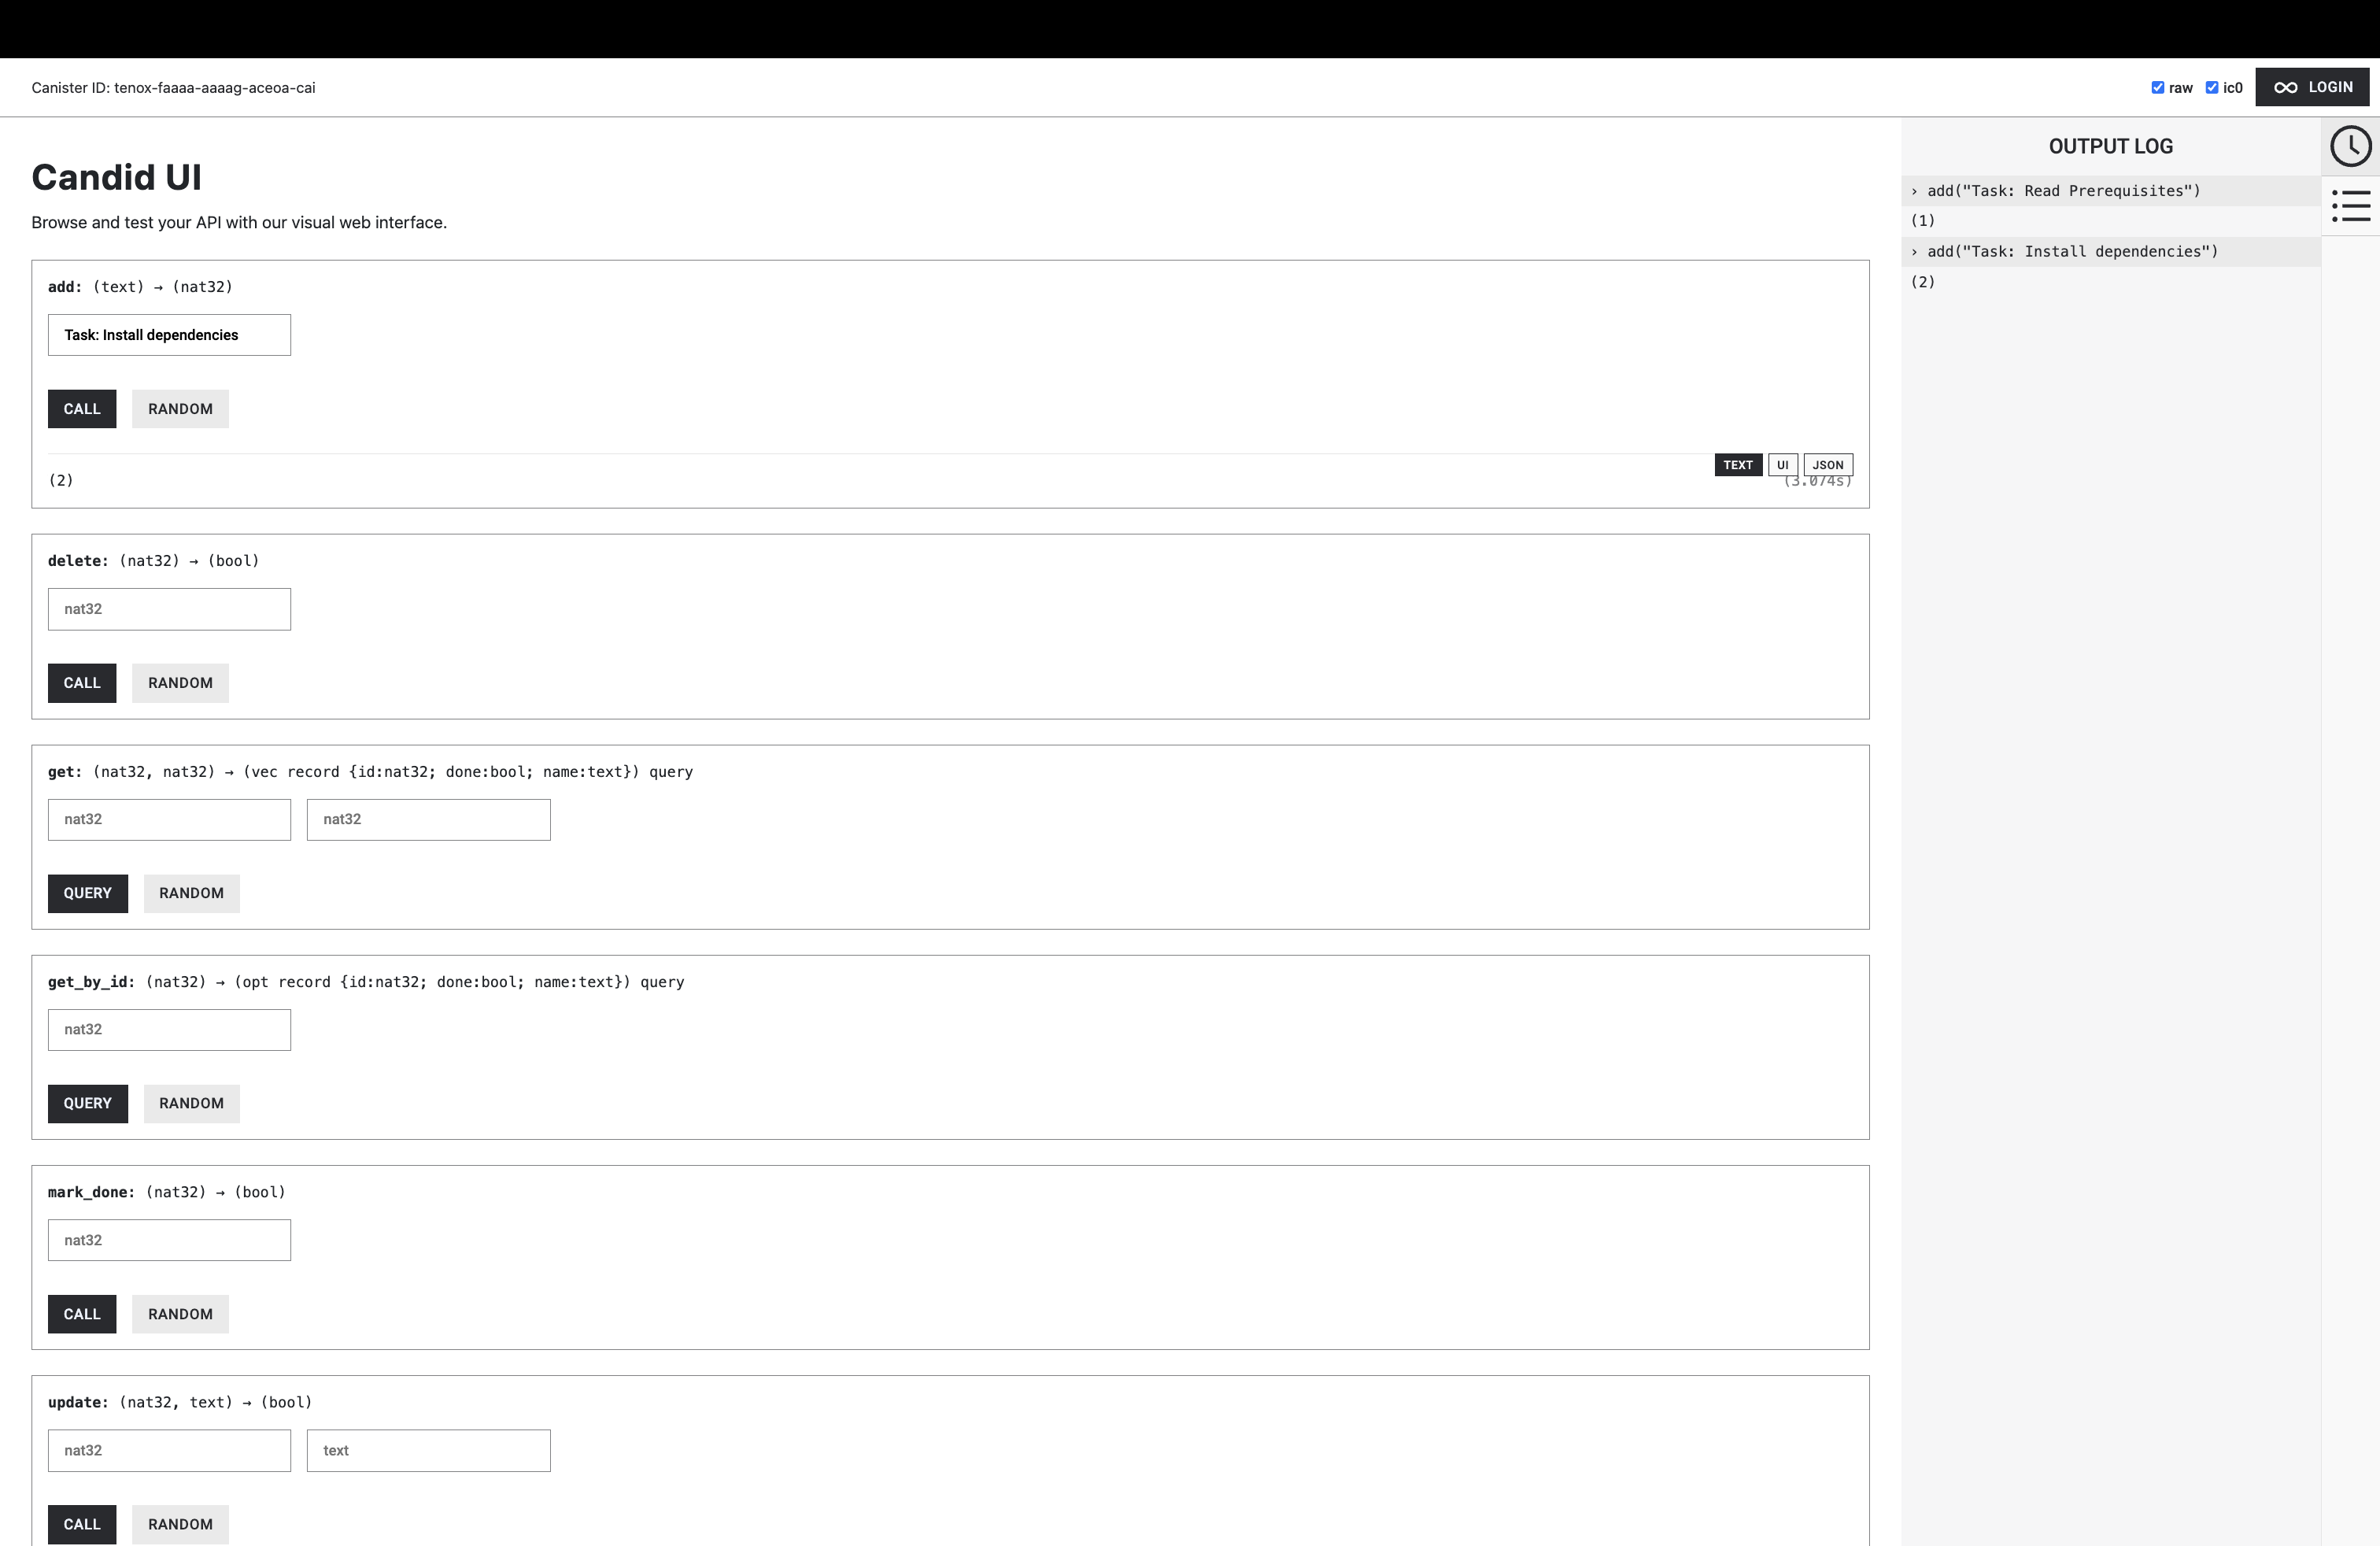 Canister ID: tenox-faaaa-aaaag-aceoa-cai
raw ic0 LOGIN
Candid UI
Browse and test your API with our visual web interface.
add: (text) → (nat32)
Task: Install dependencies
CALL RANDOM
TEXT UI JSON
(2) (3.074s)
delete: (nat32) → (bool)
nat32
CALL RANDOM
get: (nat32, nat32) → (vec record {id:nat32; done:bool; name:text}) query
nat32 nat32
QUERY RANDOM
get_by_id: (nat32) → (opt record {id:nat32; done:bool; name:text}) query
nat32
QUERY RANDOM
mark_done: (nat32) → (bool)
nat32
CALL RANDOM
update: (nat32, text) → (bool)
nat32 text
CALL RANDOM
OUTPUT LOG
› add("Task: Read Prerequisites")
(1)
› add("Task: Install dependencies")
(2)